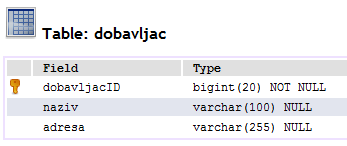 Table: dobavljac
Field Type
dobavljacID bigint(20) NOT NULL
naziv varchar(100) NULL
adresa varchar(255) NULL